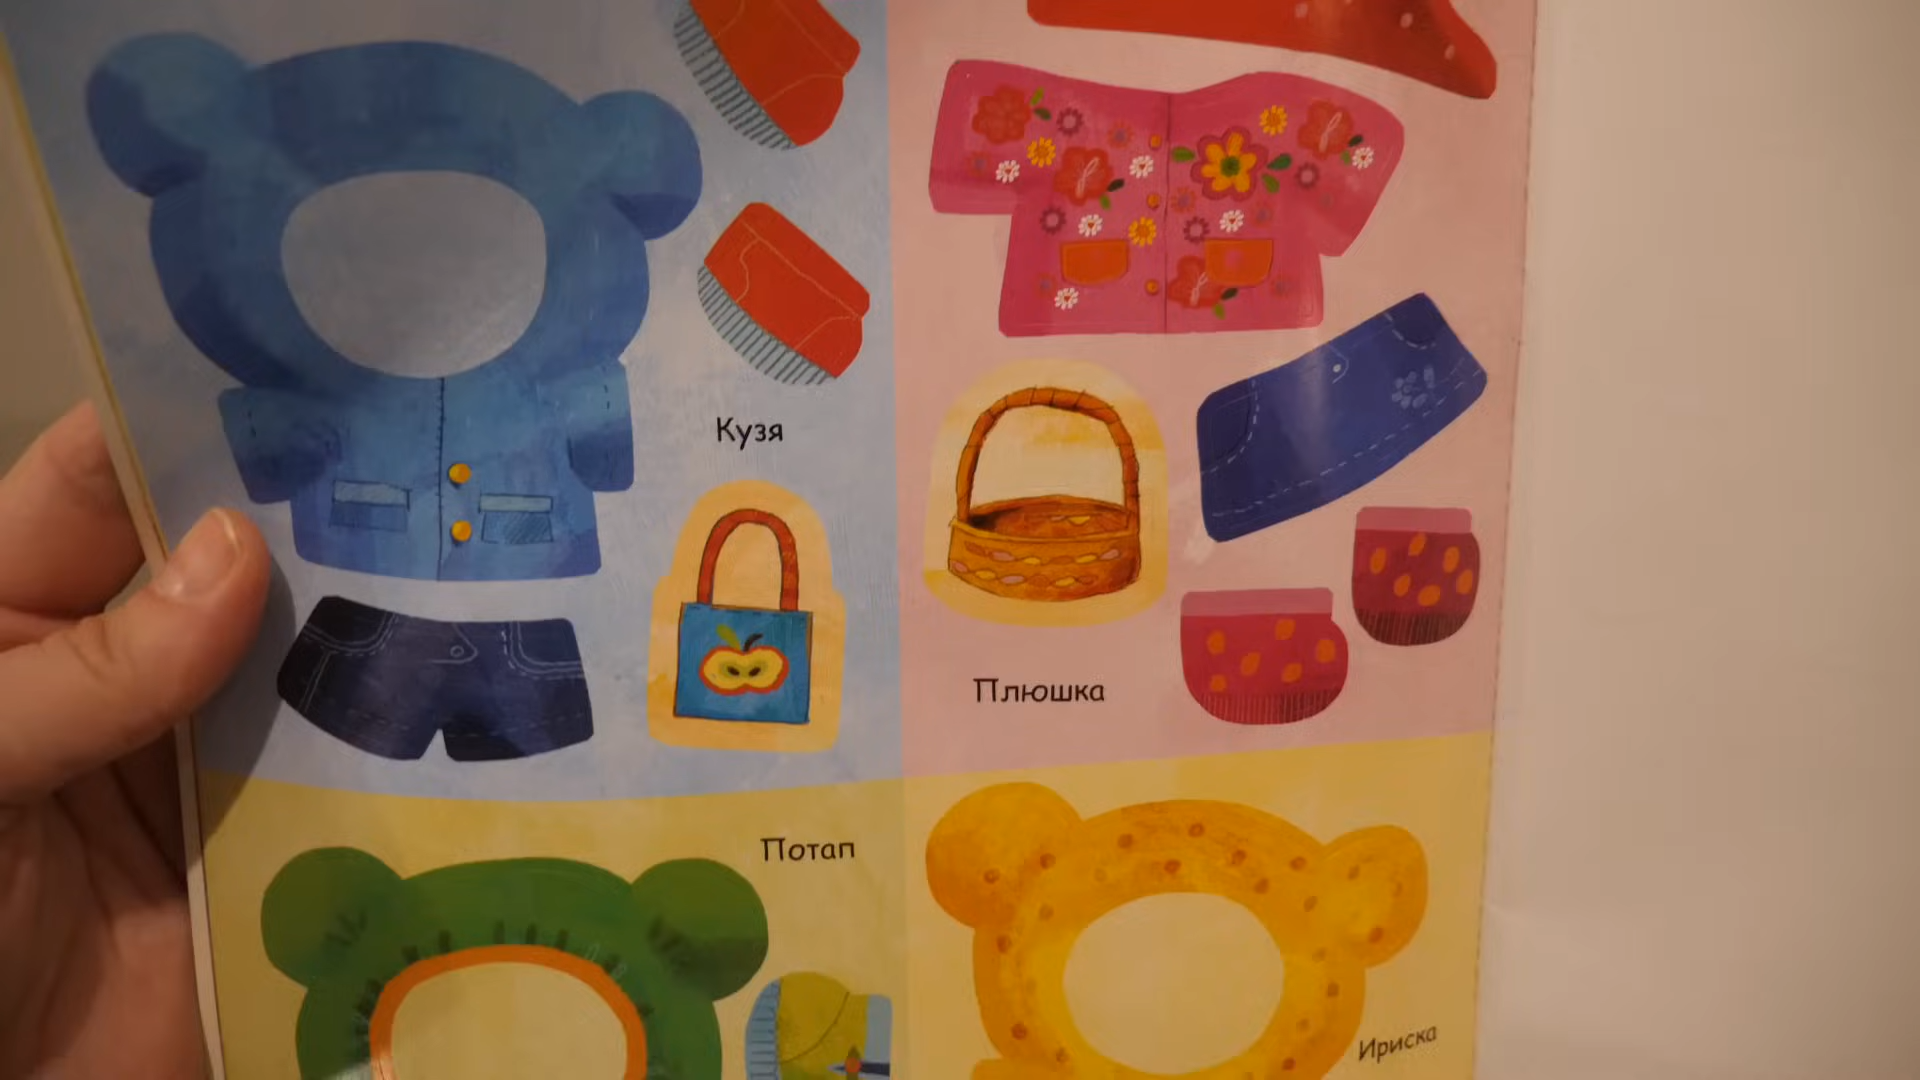 Кузя
Плюшка
Потап
Ириска